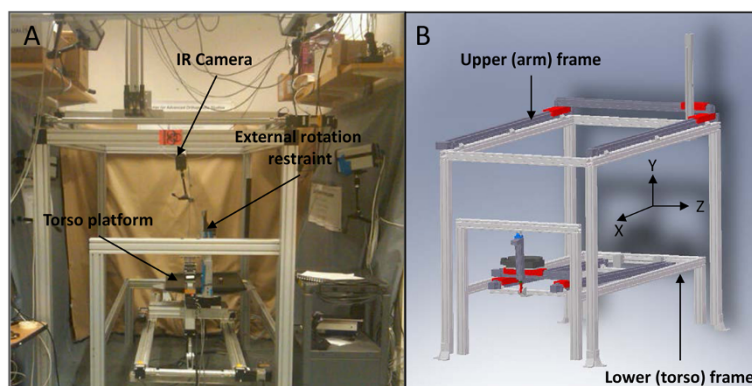 A
IR Camera
External rotation
restraint
Torso platform
B
Upper (arm) frame
Y
Z
X
Lower (torso) frame